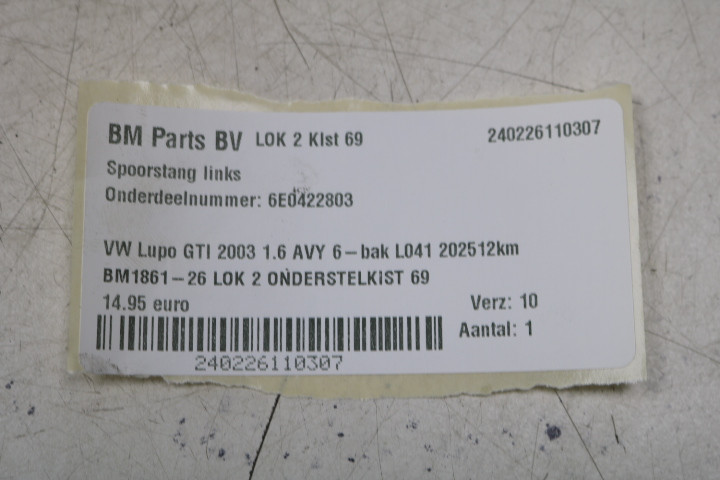 BM Parts BV LOK 2 Klst 69 240226110307
Spoorstang links
Onderdeelnummer: 6E0422803
VW Lupo GTI 2003 1.6 AVY 6-bak L041 202512km
BM1861-26 LOK 2 ONDERSTELKIST 69
14.95 euro Verz: 10
Aantal: 1
240226110307